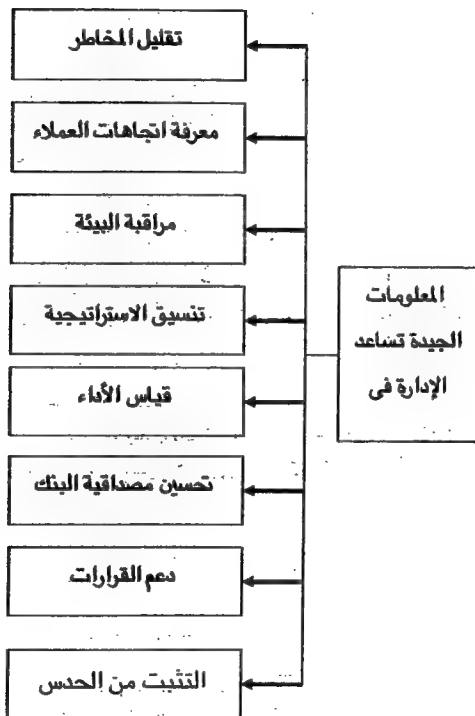 المعلومات
الجيدة تساعد
الإدارة فى
تقليل المخاطر
معرفة اتجاهات العملاء
مراقبة البيئة
تنسيق الاستراتيجية
قياس الأداء
تحسين مصداقية البنك
دعم القرارات
التثبت من الحدس